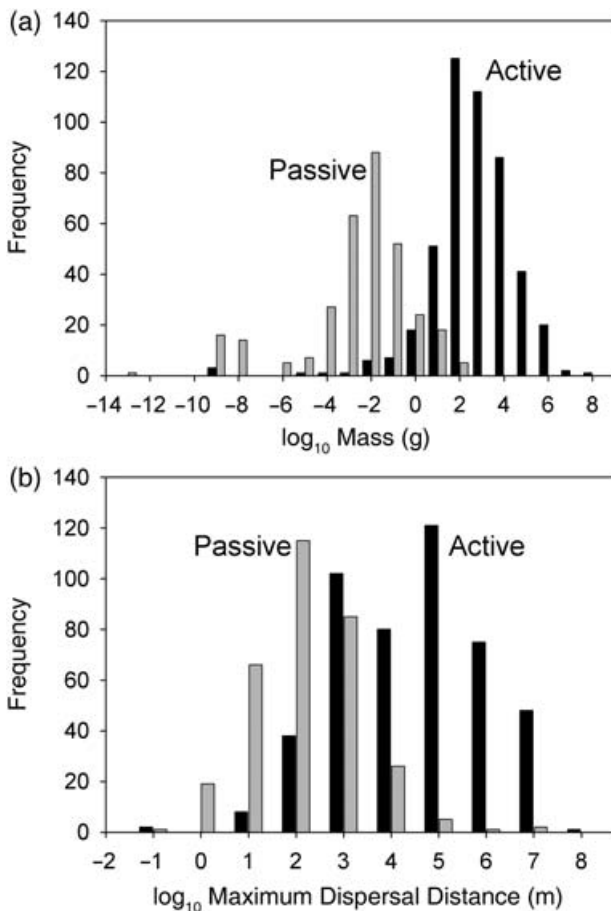 (a)
140
120
100
80
60
40
20
0
Frequency
Active
Passive
−14 −12 −10 −8 −6 −4 −2 0 2 4 6 8
log₁₀ Mass (g)
(b)
140
120
100
80
60
40
20
0
Frequency
Passive Active
−2 −1 0 1 2 3 4 5 6 7 8
log₁₀ Maximum Dispersal Distance (m)